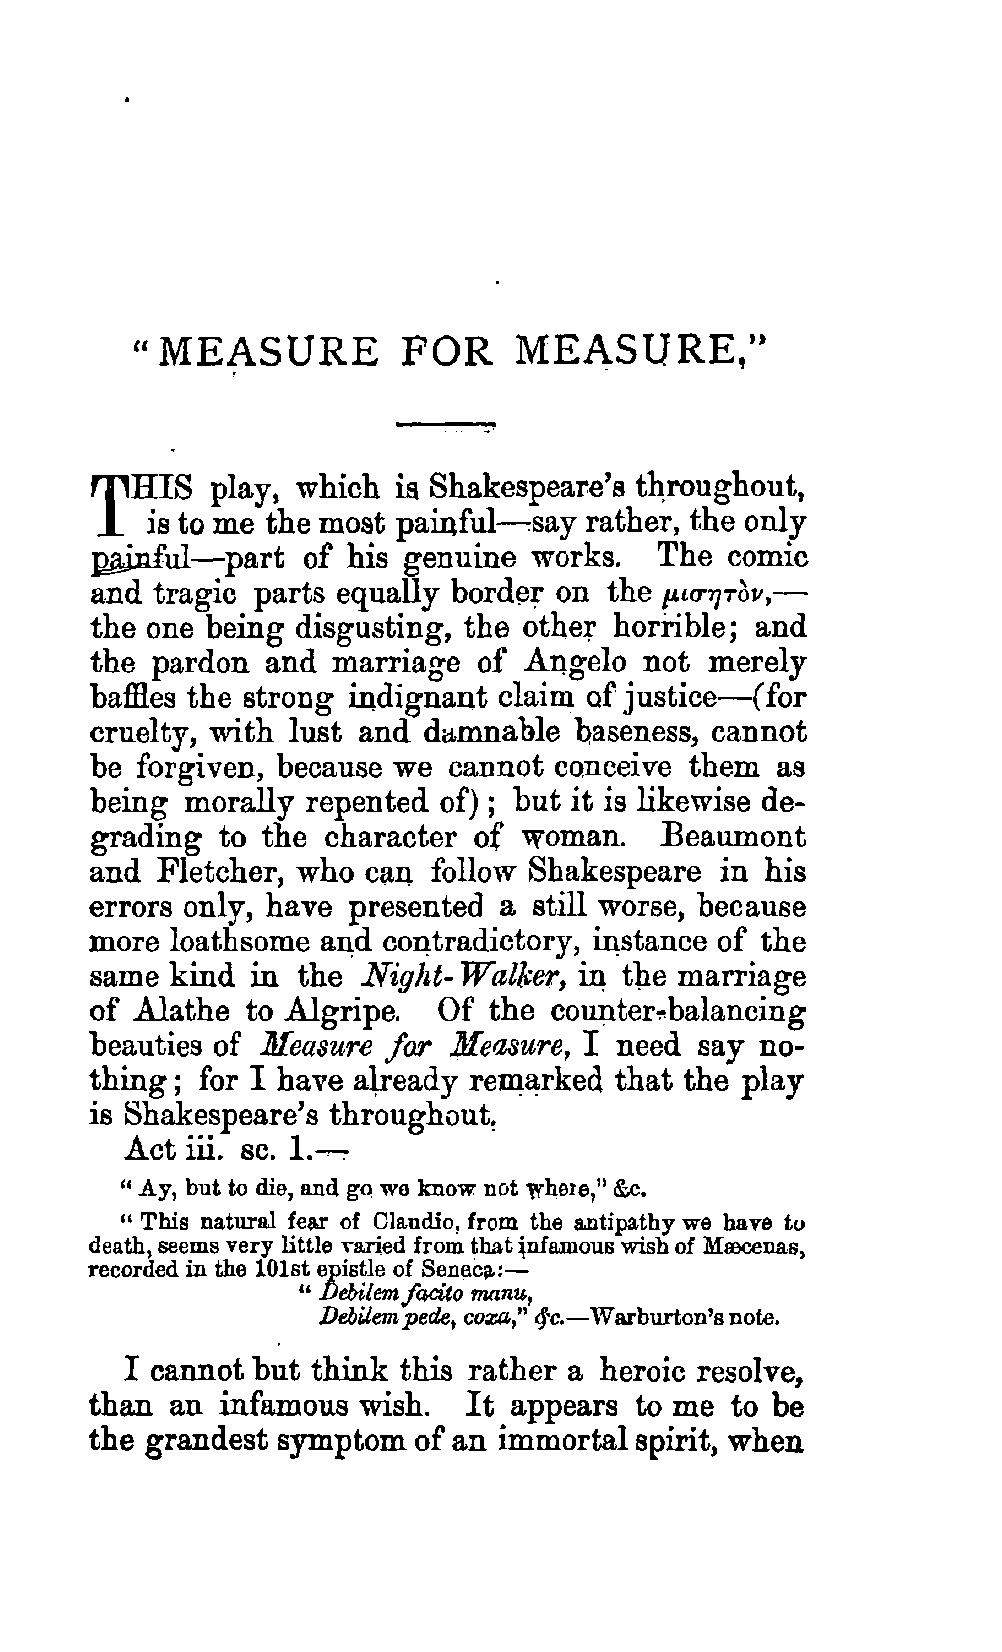 “MEASURE FOR MEASURE.”
THIS play, which is Shakespeare’s throughout,
is to me the most painful—say rather, the only
painful—part of his genuine works. The comic
and tragic parts equally border on the μισητὸν,—
the one being disgusting, the other horrible; and
the pardon and marriage of Angelo not merely
baffles the strong indignant claim of justice—(for
cruelty, with lust and damnable baseness, cannot
be forgiven, because we cannot conceive them as
being morally repented of); but it is likewise de-
grading to the character of woman. Beaumont
and Fletcher, who can follow Shakespeare in his
errors only, have presented a still worse, because
more loathsome and contradictory, instance of the
same kind in the Night-Walker, in the marriage
of Alathe to Algripe. Of the counter-balancing
beauties of Measure for Measure, I need say no-
thing; for I have already remarked that the play
is Shakespeare’s throughout.
Act iii. sc. 1.—
“Ay, but to die, and go we know not where,” &c.
“This natural fear of Claudio, from the antipathy we have to
death, seems very little varied from that infamous wish of Mæcenas,
recorded in the 101st epistle of Seneca:—
“Debilem facito manu,
Debilem pede, coxa,” &c.—Warburton’s note.
I cannot but think this rather a heroic resolve,
than an infamous wish. It appears to me to be
the grandest symptom of an immortal spirit, when